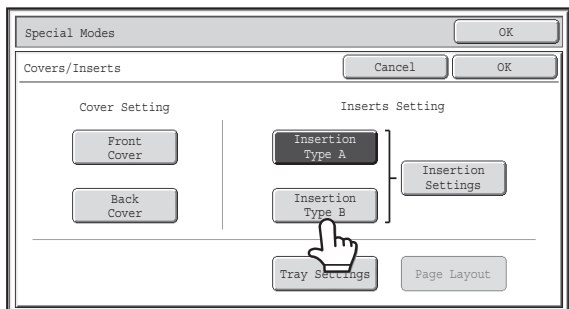 Special Modes
OK
Covers/Inserts
Cancel
OK
Cover Setting
Inserts Setting
Front
Cover
Insertion
Type A
Insertion
Settings
Back
Cover
Insertion
Type B
Tray Settings
Page Layout